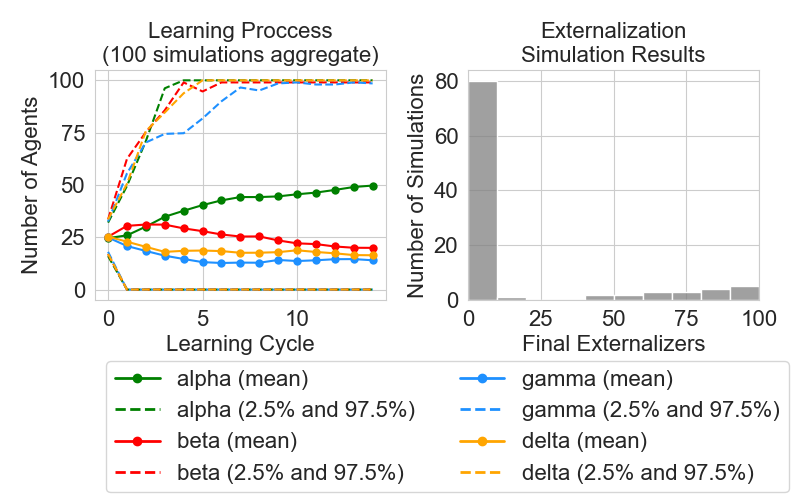 Learning Proccess
(100 simulations aggregate)
Number of Agents
100
75
50
25
0
0
5
10
Learning Cycle
Externalization
Simulation Results
Number of Simulations
80
60
40
20
0
0
25
50
75
100
Final Externalizers
alpha (mean)
alpha (2.5% and 97.5%)
beta (mean)
beta (2.5% and 97.5%)
gamma (mean)
gamma (2.5% and 97.5%)
delta (mean)
delta (2.5% and 97.5%)